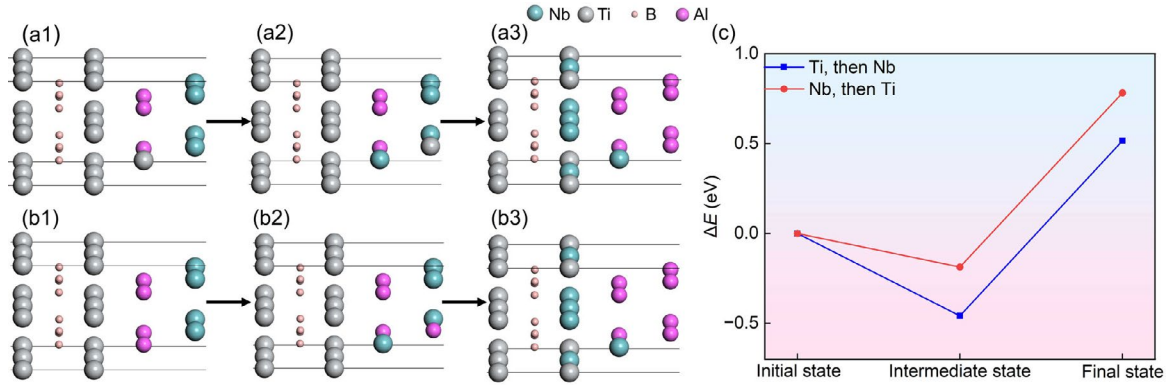 Nb Ti B Al
(a1) (a2) (a3) (c)
(b1) (b2) (b3)
1.0
Ti, then Nb
Nb, then Ti
0.5
0.0
−0.5
ΔE (eV)
Initial state Intermediate state Final state